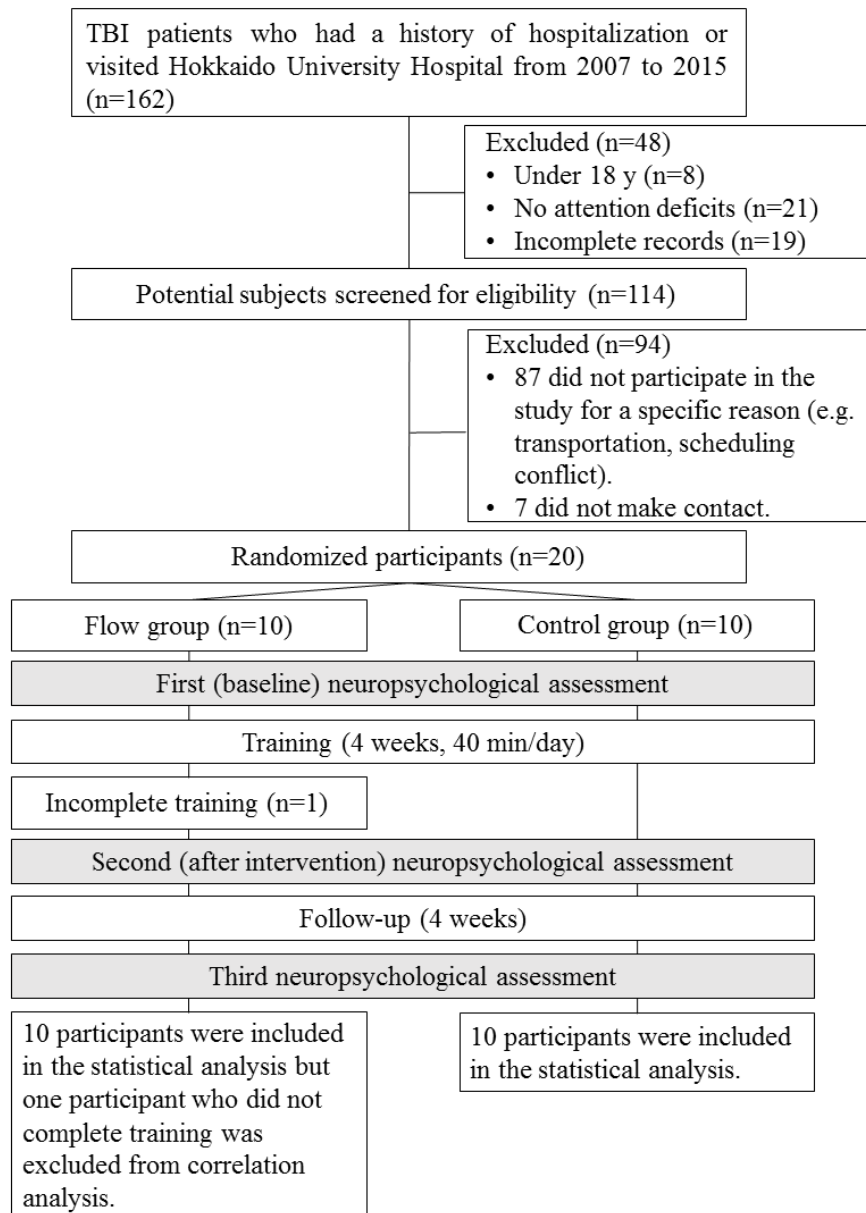 TBI patients who had a history of hospitalization or
visited Hokkaido University Hospital from 2007 to 2015
(n=162)
Excluded (n=48)
• Under 18 y (n=8)
• No attention deficits (n=21)
• Incomplete records (n=19)
Potential subjects screened for eligibility (n=114)
Excluded (n=94)
• 87 did not participate in the
study for a specific reason (e.g.
transportation, scheduling
conflict).
• 7 did not make contact.
Randomized participants (n=20)
Flow group (n=10)
Control group (n=10)
First (baseline) neuropsychological assessment
Training (4 weeks, 40 min/day)
Incomplete training (n=1)
Second (after intervention) neuropsychological assessment
Follow-up (4 weeks)
Third neuropsychological assessment
10 participants were included
in the statistical analysis but
one participant who did not
complete training was
excluded from correlation
analysis.
10 participants were included
in the statistical analysis.